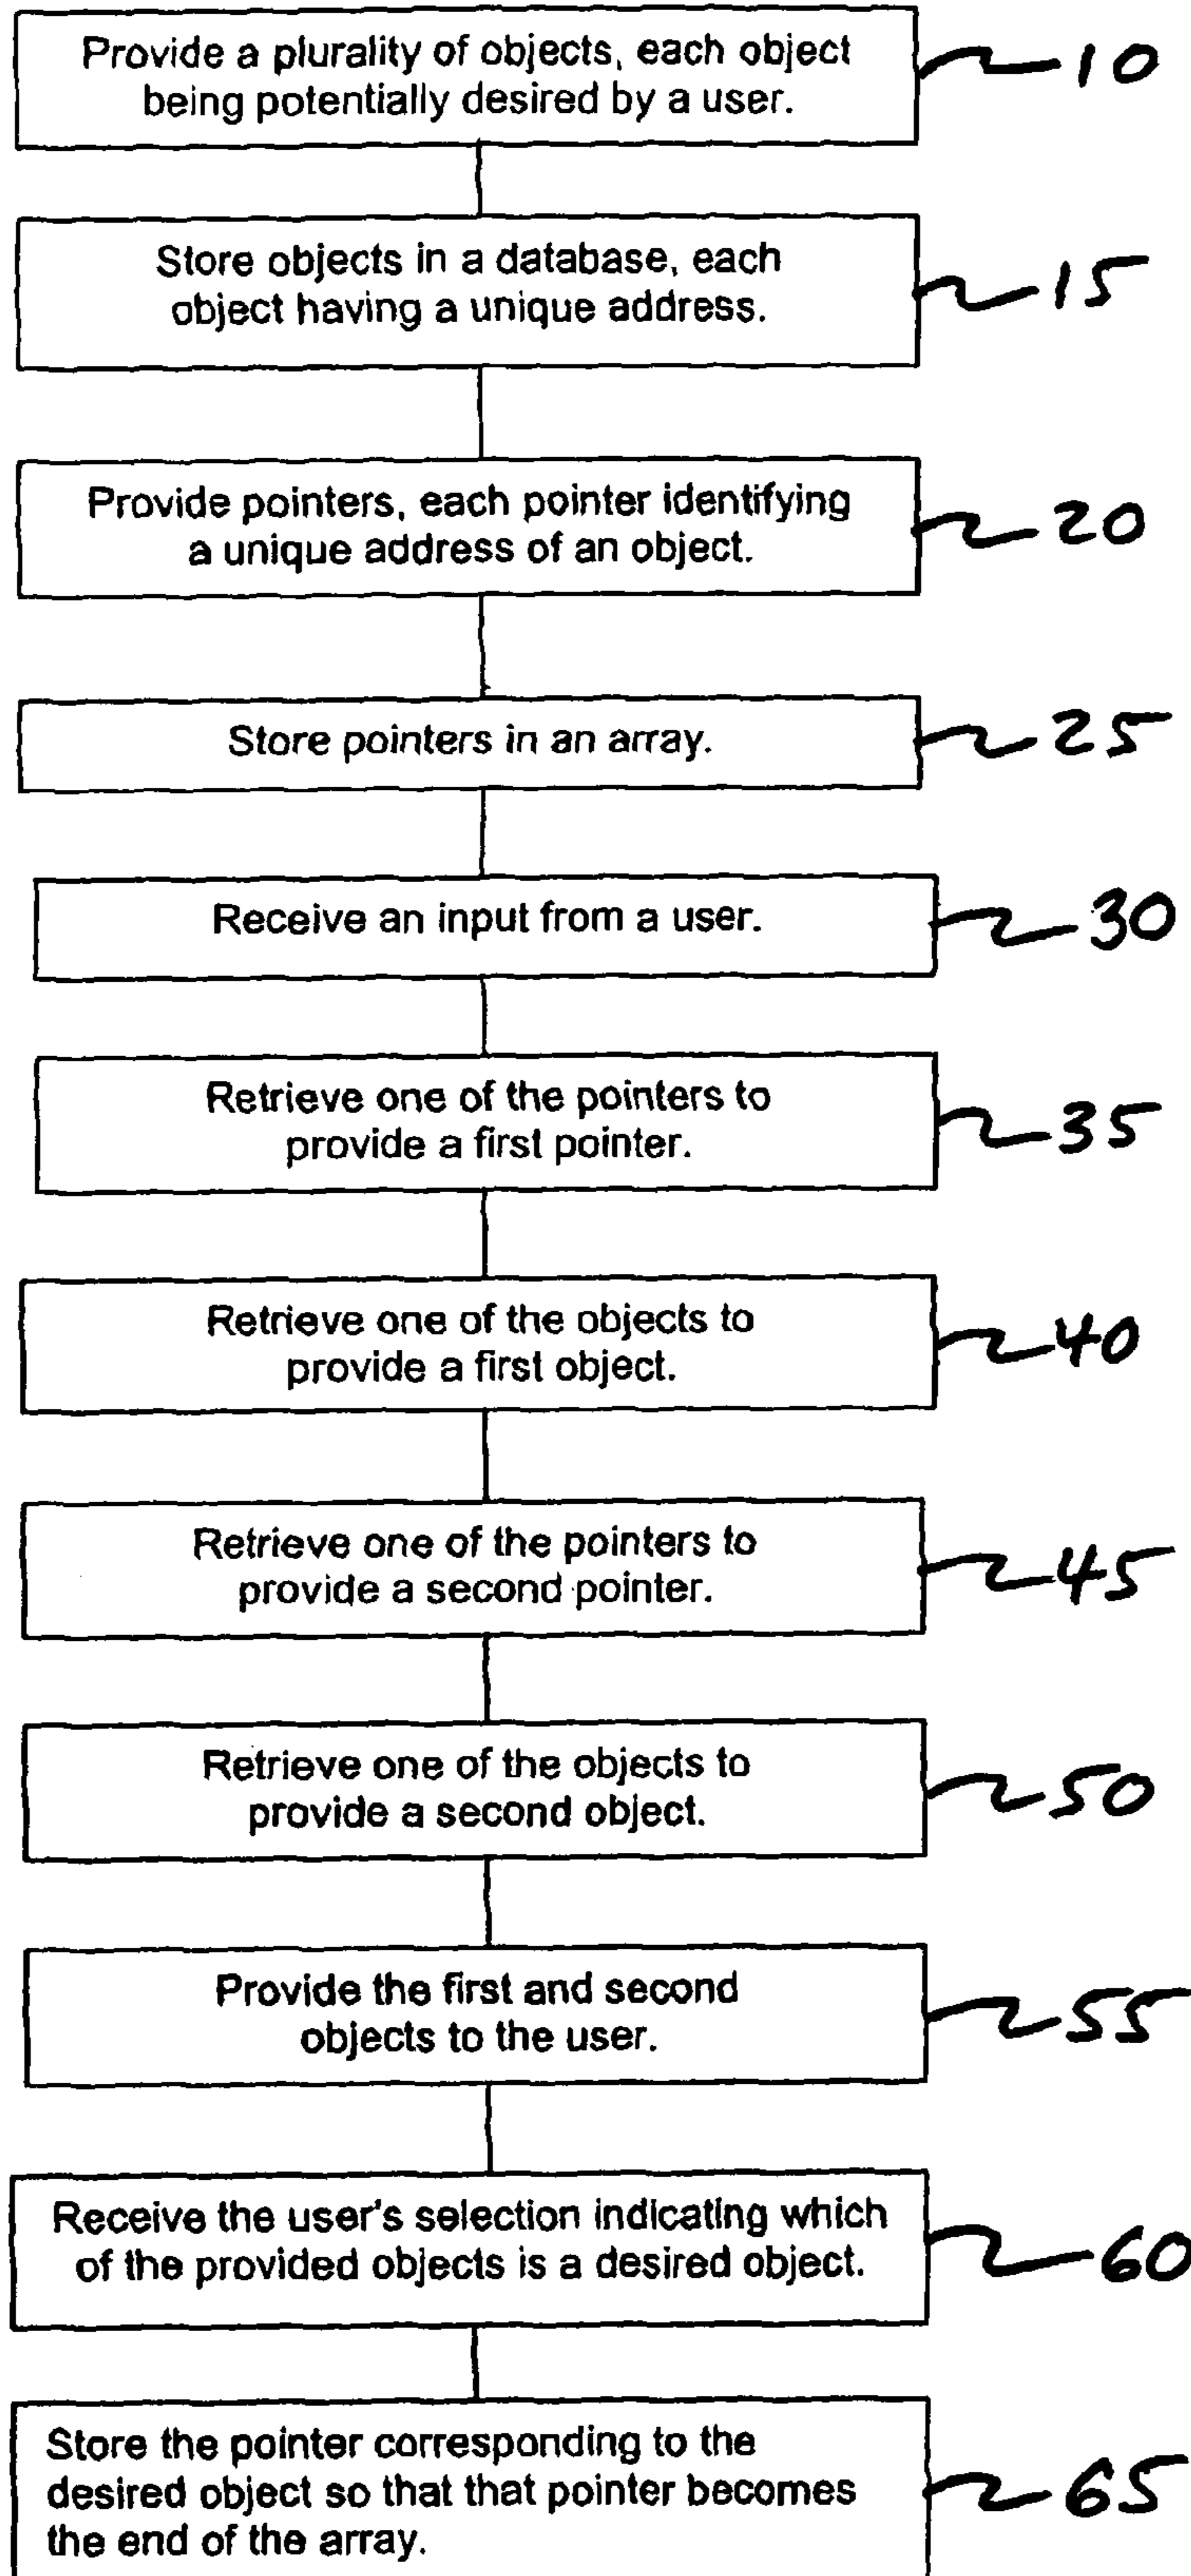 Provide a plurality of objects, each object
being potentially desired by a user.
10
Store objects in a database, each
object having a unique address.
15
Provide pointers, each pointer identifying
a unique address of an object.
20
Store pointers in an array.
25
Receive an input from a user.
30
Retrieve one of the pointers to
provide a first pointer.
35
Retrieve one of the objects to
provide a first object.
40
Retrieve one of the pointers to
provide a second pointer.
45
Retrieve one of the objects to
provide a second object.
50
Provide the first and second
objects to the user.
55
Receive the user's selection indicating which
of the provided objects is a desired object.
60
Store the pointer corresponding to the
desired object so that that pointer becomes
the end of the array.
65